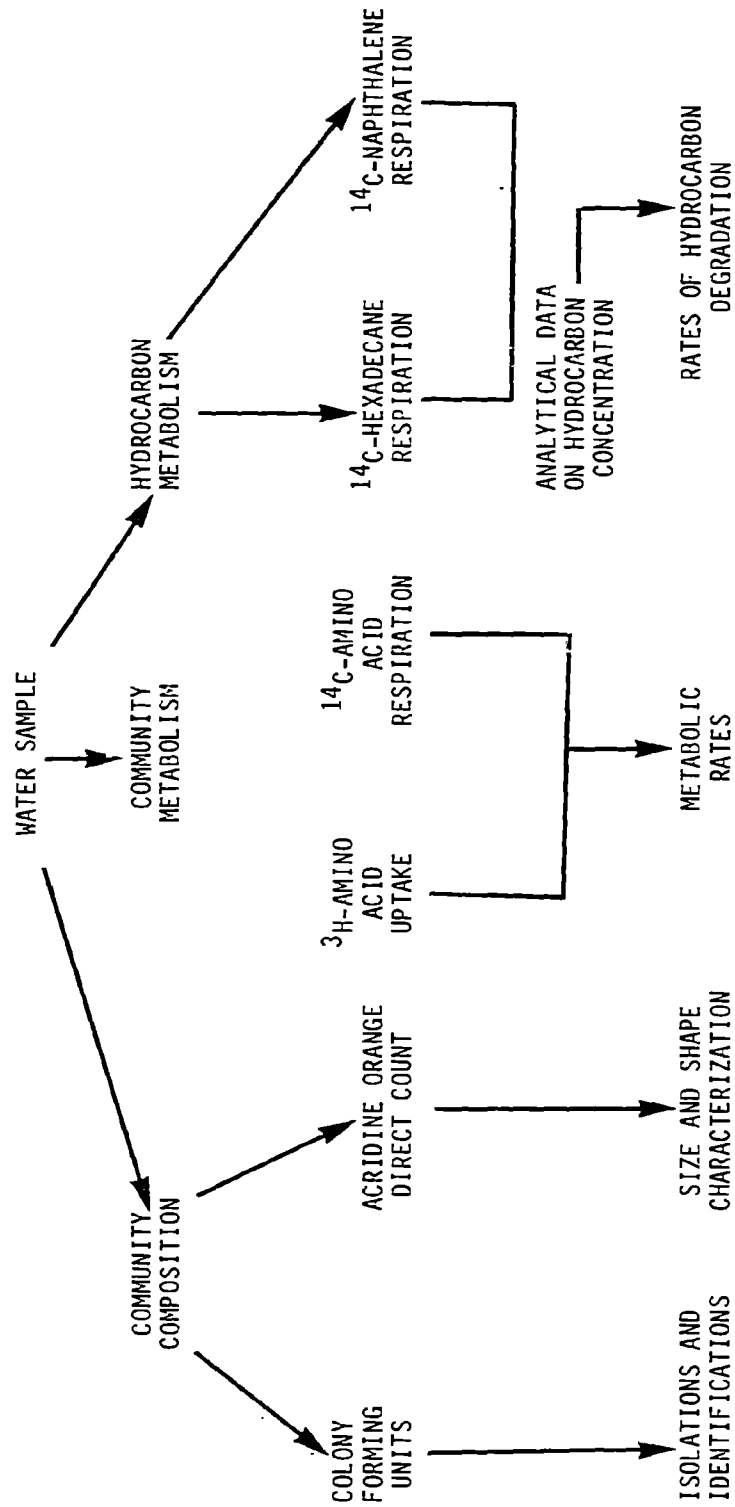 WATER SAMPLE
COMMUNITY
COMPOSITION
COMMUNITY
METABOLISM
HYDROCARBON
METABOLISM
COLONY
FORMING
UNITS
ACRIDINE ORANGE
DIRECT COUNT
³H-AMINO
ACID
UPTAKE
¹⁴C-AMINO
ACID
RESPIRATION
¹⁴C-HEXADECANE
RESPIRATION
¹⁴C-NAPHTHALENE
RESPIRATION
ANALYTICAL DATA
ON HYDROCARBON
CONCENTRATION
ISOLATIONS AND
IDENTIFICATIONS
SIZE AND SHAPE
CHARACTERIZATION
METABOLIC
RATES
RATES OF HYDROCARBON
DEGRADATION